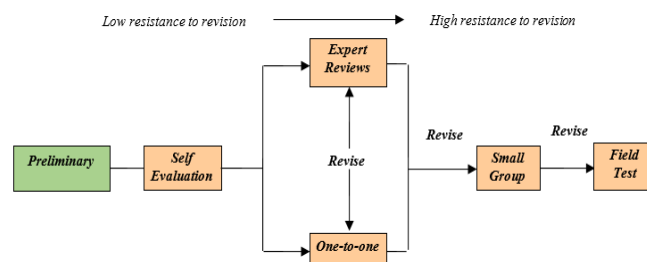 Low resistance to revision
High resistance to revision
Expert
Reviews
Preliminary
Self
Evaluation
Revise
Revise
Small
Group
Revise
Field
Test
One-to-one